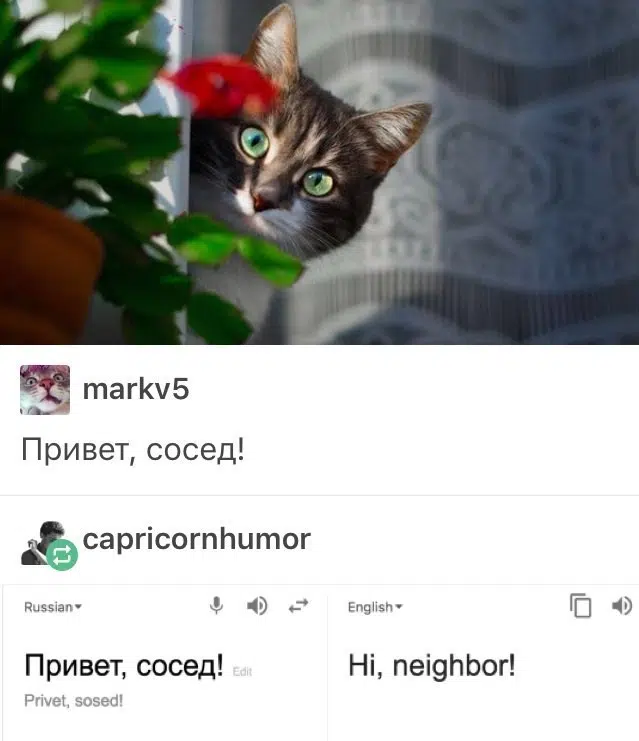 markv5
Привет, сосед!
capricornhumor
Russian
English
Привет, сосед! Edit
Hi, neighbor!
Privet, sosed!